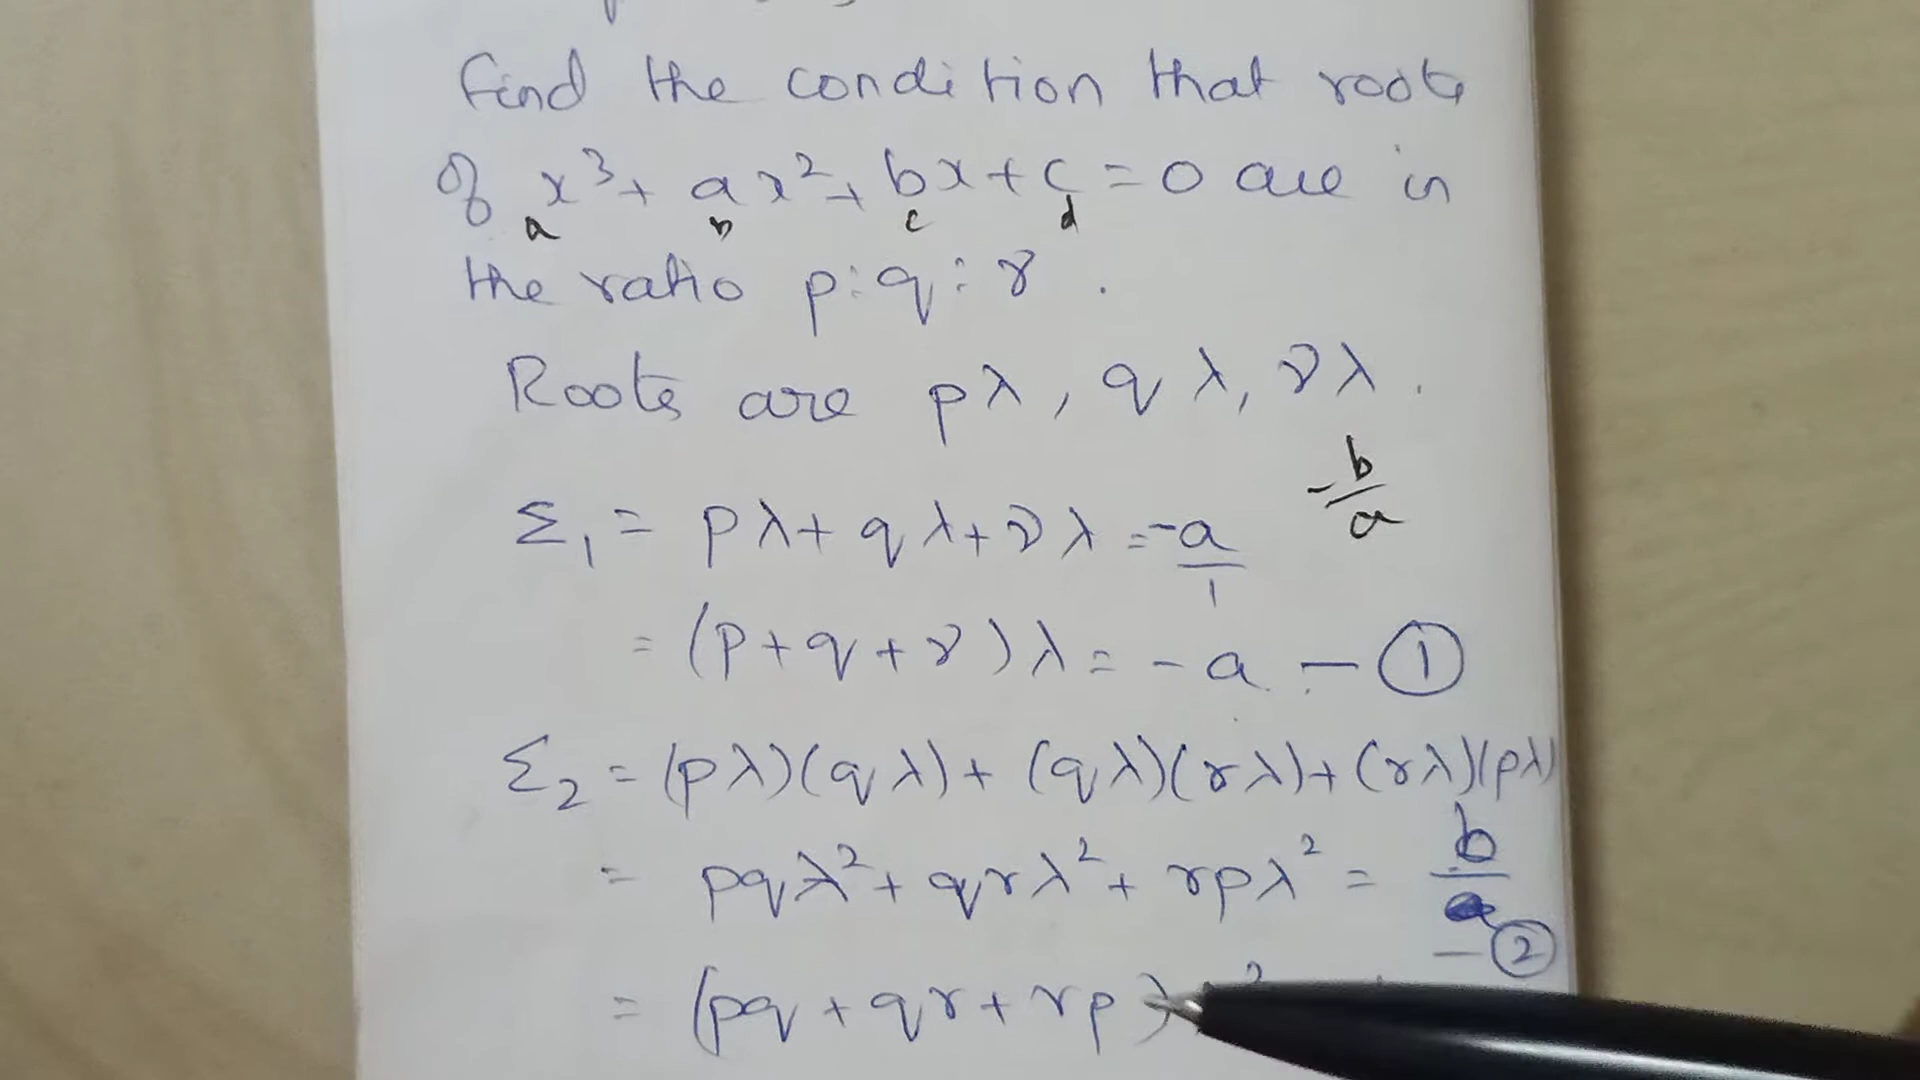 Find the condition that roots
of x³ + ax² + bx + c = 0 are in
a b c d
the ratio p : q : r .
Roots are pλ, qλ, rλ .
-b/a
Σ₁ = pλ + qλ + rλ = -a/1
= (p + q + r)λ = -a — ①
Σ₂ = (pλ)(qλ) + (qλ)(rλ) + (rλ)(pλ)
= pqλ² + qrλ² + rpλ² = b/
— ②
= (pq + qr + rp) ²